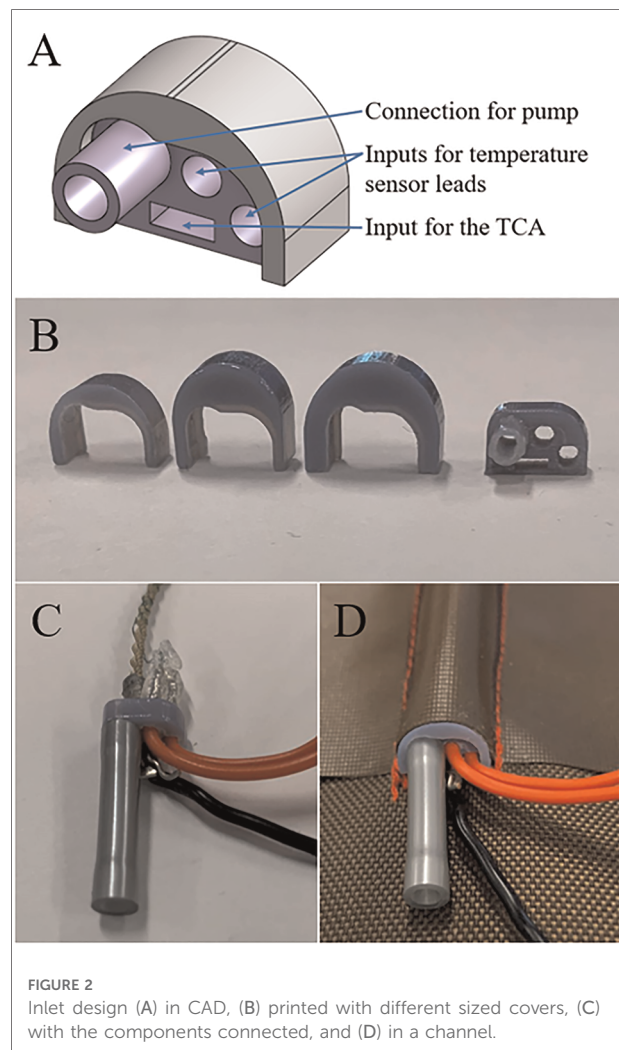 A
Connection for pump
Inputs for temperature
sensor leads
Input for the TCA
B
C
D
FIGURE 2
Inlet design (A) in CAD, (B) printed with different sized covers, (C)
with the components connected, and (D) in a channel.